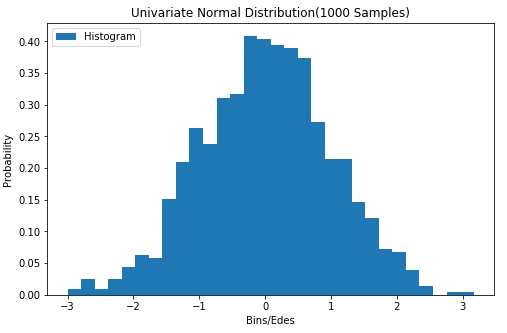 Univariate Normal Distribution(1000 Samples)
Histogram
Probability
0.40
0.35
0.30
0.25
0.20
0.15
0.10
0.05
0.00
−3 −2 −1 0 1 2 3
Bins/Edes